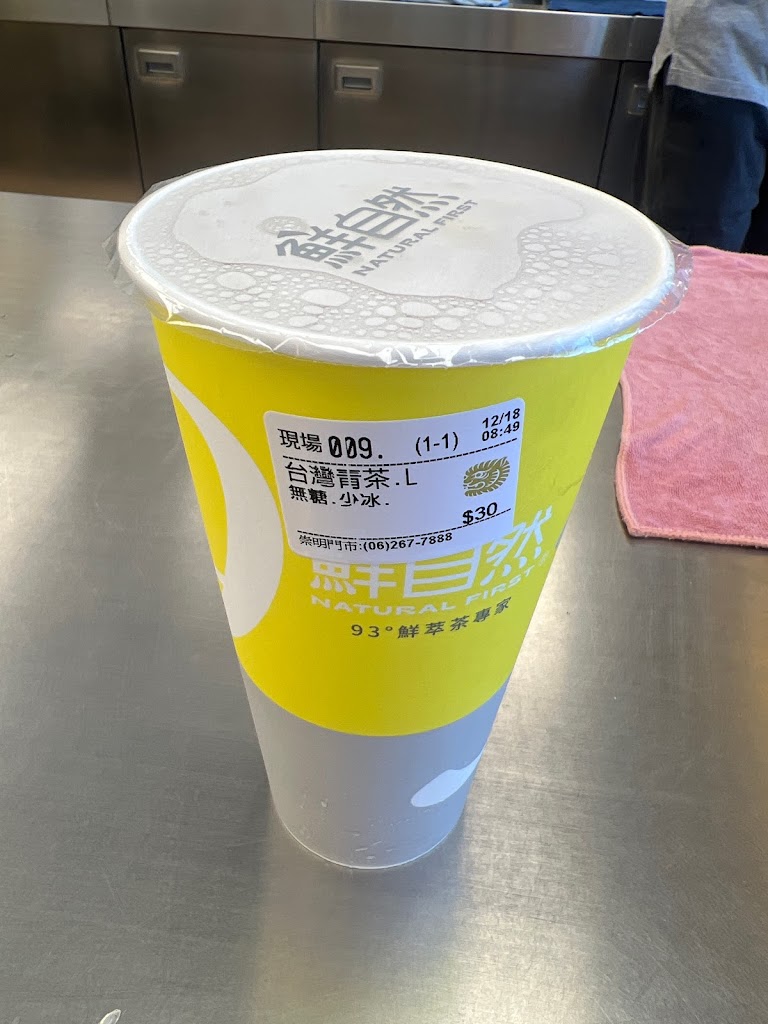 鮮自然
NATURAL FIRST
現場 009. (1-1) 12/18 08:49
台灣青茶.L
無糖.少冰.
$30
崇明門市:(06)267-7888
鮮自然
NATURAL FIRST
93°鮮萃茶專家